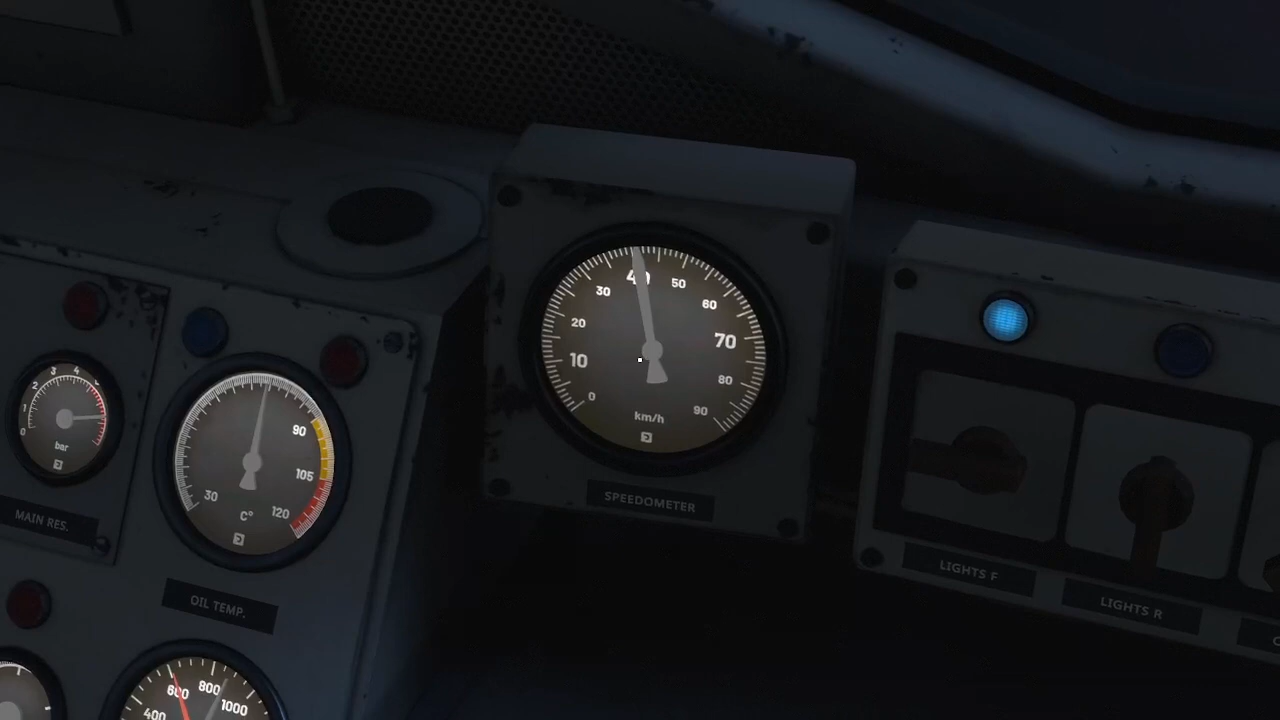 0
1
2
3
4
bar
MAIN RES.
30
90
105
120
C°
OIL TEMP.
400
600
800
1000
0
10
20
30
40
50
60
70
80
90
km/h
SPEEDOMETER
LIGHTS F
LIGHTS R